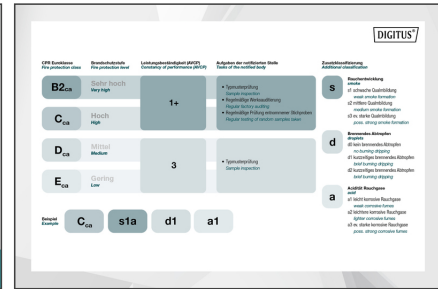 DIGITUS®
CPR Euroklasse
Fire protection class
Brandschutzstufe
Fire protection level
Leistungsbeständigkeit (AVCP)
Constancy of performance (AVCP)
Aufgaben der notifizierten Stelle
Tasks of the notified body
Zusatzklassifizierung
Additional classification
B2ca
Sehr hoch
Very high
1+
• Typmusterprüfung
Sample inspection
• Regelmäßige Werksauditierung
Regular factory auditing
• Regelmäßige Prüfung entnommener Stichproben
Regular testing of random samples taken
Cca
Hoch
High
Dca
Mittel
Medium
3
• Typmusterprüfung
Sample inspection
Eca
Gering
Low
Beispiel
Example
Cca
s1a
d1
a1
s
Rauchentwicklung
smoke
s1 schwache Qualmbildung
weak smoke formation
s2 mittlere Qualmbildung
medium smoke formation
s3 ev. starke Qualmbildung
poss. strong smoke formation
d
Brennendes Abtropfen
droplets
d0 kein brennendes Abtropfen
no burning dripping
d1 kurzzeitiges brennendes Abtropfen
brief burning dripping
d2 kurzzeitiges brennendes Abtropfen
brief burning dripping
a
Acidität Rauchgase
acid
a1 leicht korrosive Rauchgase
weak corrosive fumes
a2 leichtere korrosive Rauchgase
lighter corrosive fumes
a3 ev. starke korrosive Rauchgase
poss. strong corrosive fumes